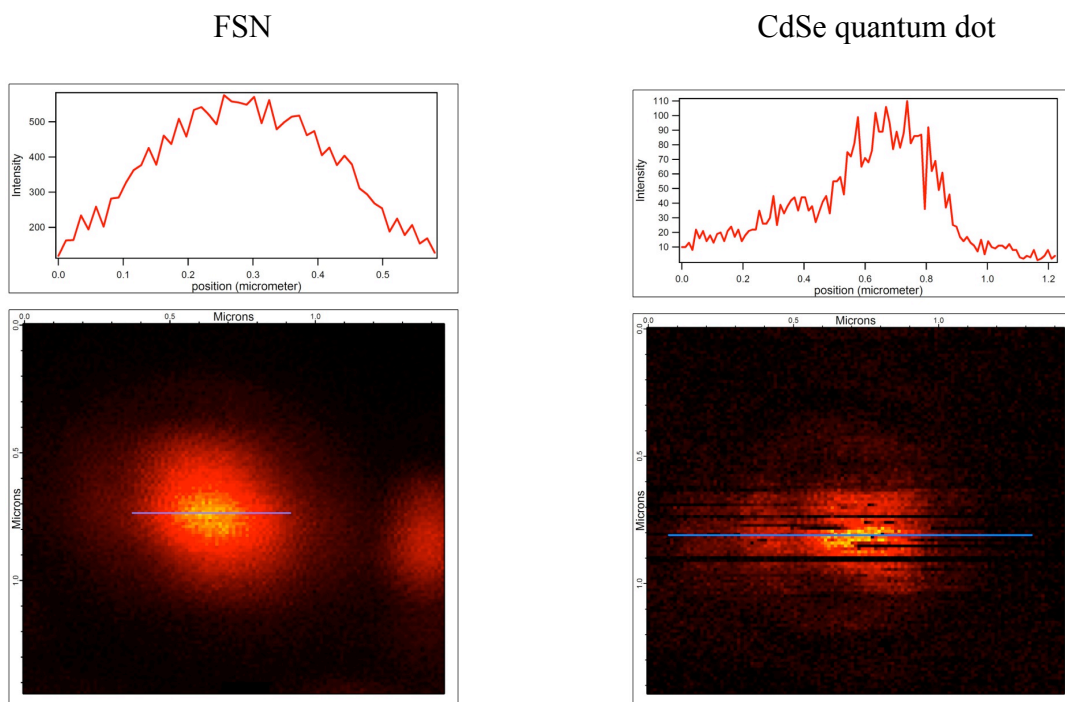 FSN
CdSe quantum dot
500
400
300
200
Intensity
0.0 0.1 0.2 0.3 0.4 0.5
position (micrometer)
110
100
90
80
70
60
50
40
30
20
10
Intensity
0.0 0.2 0.4 0.6 0.8 1.0 1.2
position (micrometer)
Microns
0.0 0.5 1.0
0.0
0.5
Microns
1.0
Microns
0.0 0.5 1.0
0.0
0.5
Microns
1.0